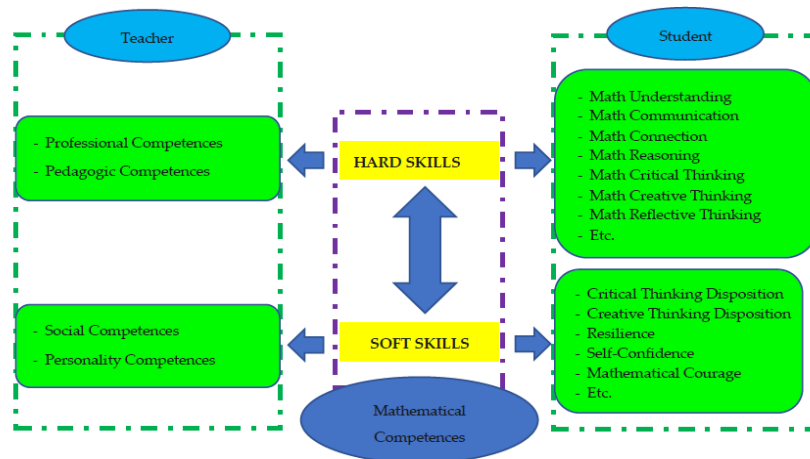 Teacher
- Professional Competences
- Pedagogic Competences
- Social Competences
- Personality Competences
HARD SKILLS
SOFT SKILLS
Mathematical
Competences
Student
- Math Understanding
- Math Communication
- Math Connection
- Math Reasoning
- Math Critical Thinking
- Math Creative Thinking
- Math Reflective Thinking
- Etc.
- Critical Thinking Disposition
- Creative Thinking Disposition
- Resilience
- Self-Confidence
- Mathematical Courage
- Etc.